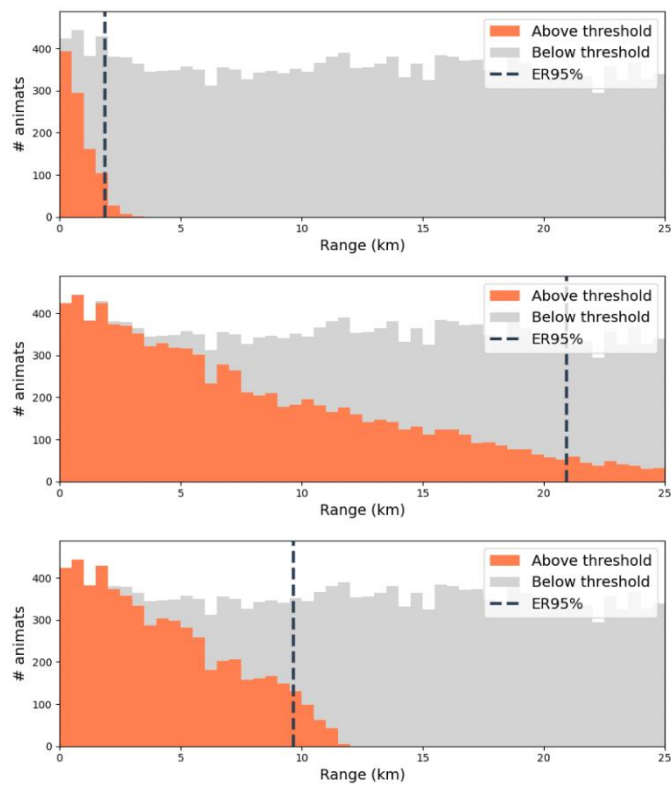 Above threshold
Below threshold
ER95%
400
300
200
100
0
# animats
0 5 10 15 20 25
Range (km)
Above threshold
Below threshold
ER95%
400
300
200
100
0
# animats
0 5 10 15 20 25
Range (km)
Above threshold
Below threshold
ER95%
400
300
200
100
0
# animats
0 5 10 15 20 25
Range (km)